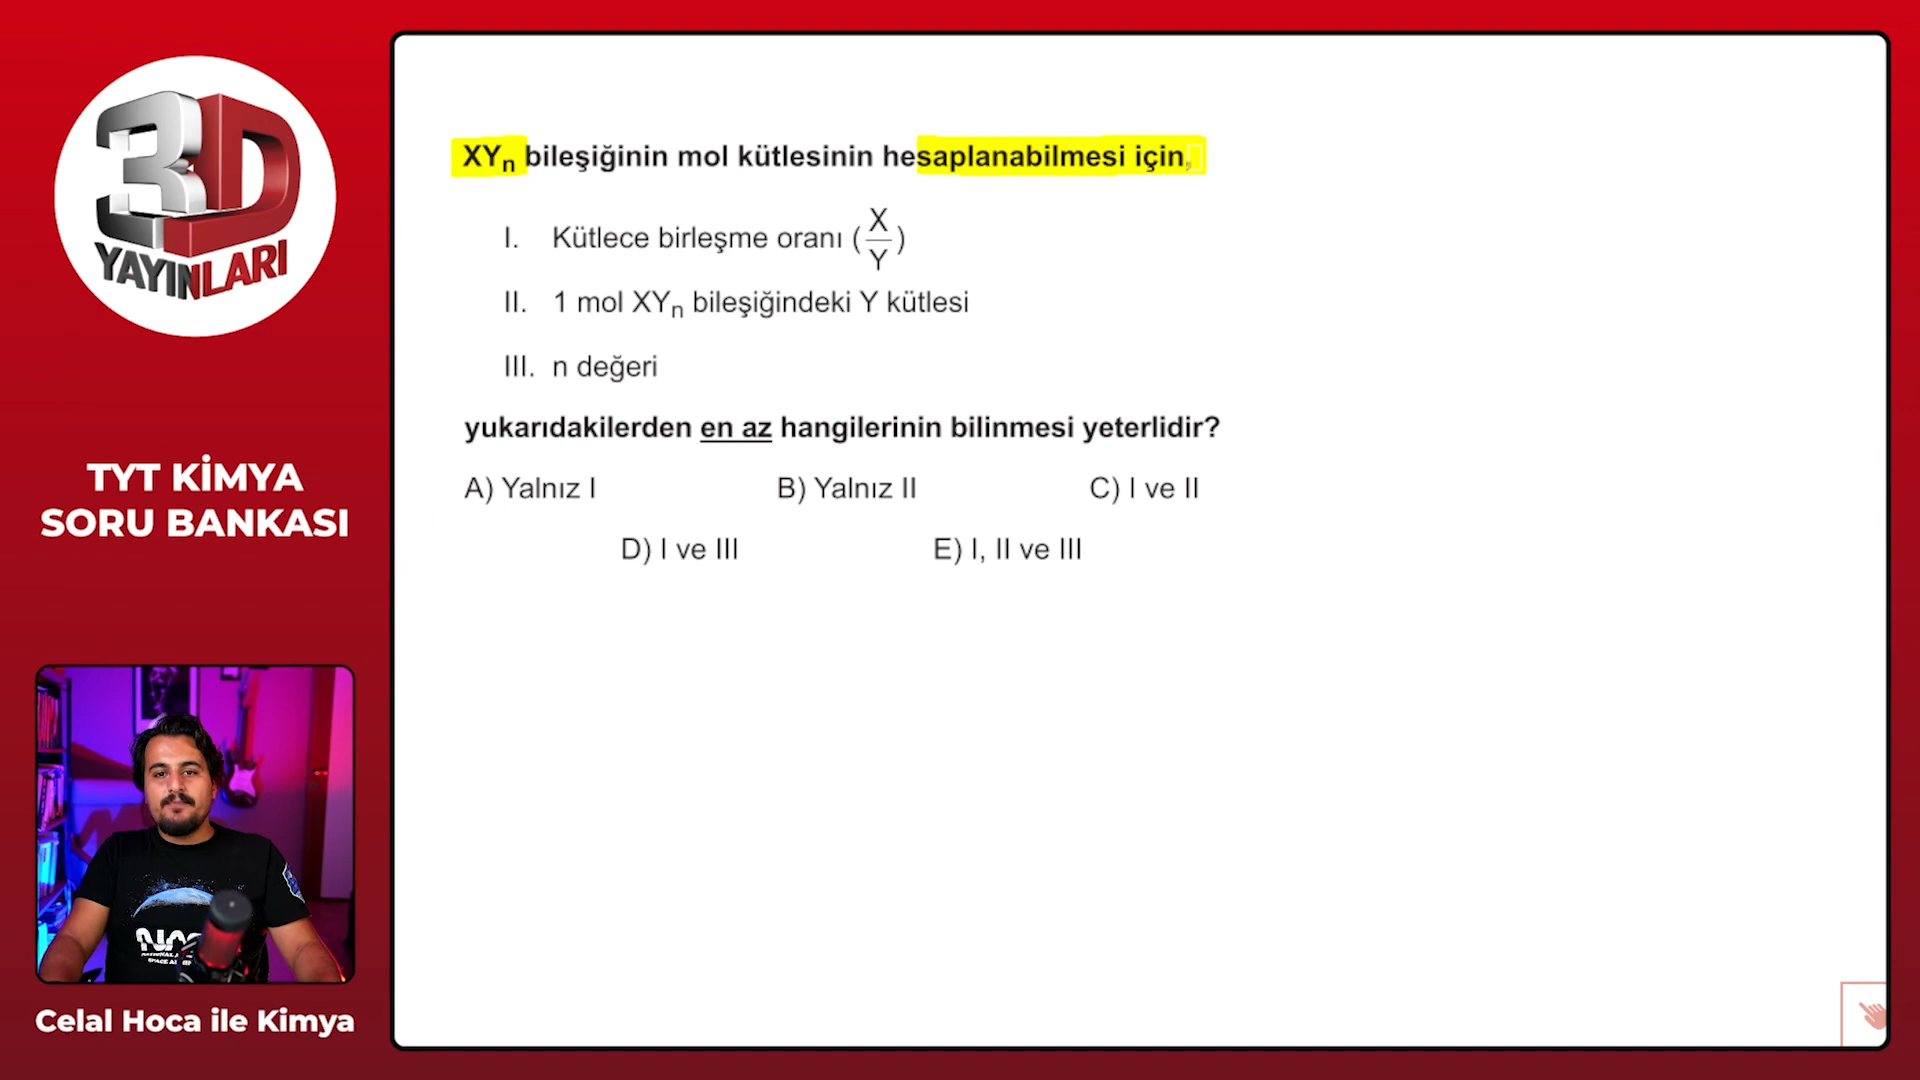 3D
YAYINLARI
TYT KİMYA
SORU BANKASI
Celal Hoca ile Kimya
XYn bileşiğinin mol kütlesinin hesaplanabilmesi için,
I. Kütlece birleşme oranı (X/Y)
II. 1 mol XYn bileşiğindeki Y kütlesi
III. n değeri
yukarıdakilerden en az hangilerinin bilinmesi yeterlidir?
A) Yalnız I B) Yalnız II C) I ve II
D) I ve III E) I, II ve III